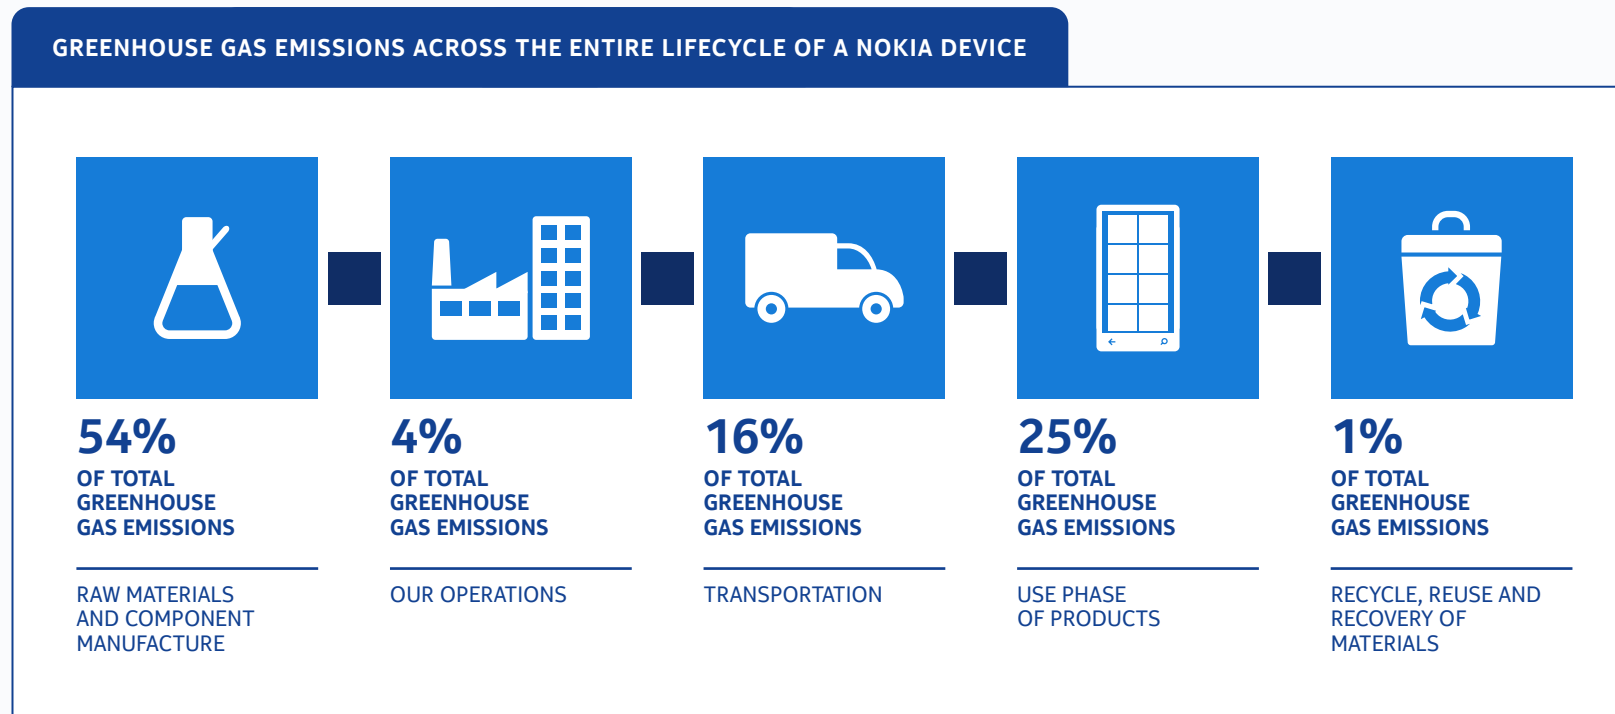 GREENHOUSE GAS EMISSIONS ACROSS THE ENTIRE LIFECYCLE OF A NOKIA DEVICE
54%
OF TOTAL
GREENHOUSE
GAS EMISSIONS
RAW MATERIALS
AND COMPONENT
MANUFACTURE
4%
OF TOTAL
GREENHOUSE
GAS EMISSIONS
OUR OPERATIONS
16%
OF TOTAL
GREENHOUSE
GAS EMISSIONS
TRANSPORTATION
25%
OF TOTAL
GREENHOUSE
GAS EMISSIONS
USE PHASE
OF PRODUCTS
1%
OF TOTAL
GREENHOUSE
GAS EMISSIONS
RECYCLE, REUSE AND
RECOVERY OF
MATERIALS